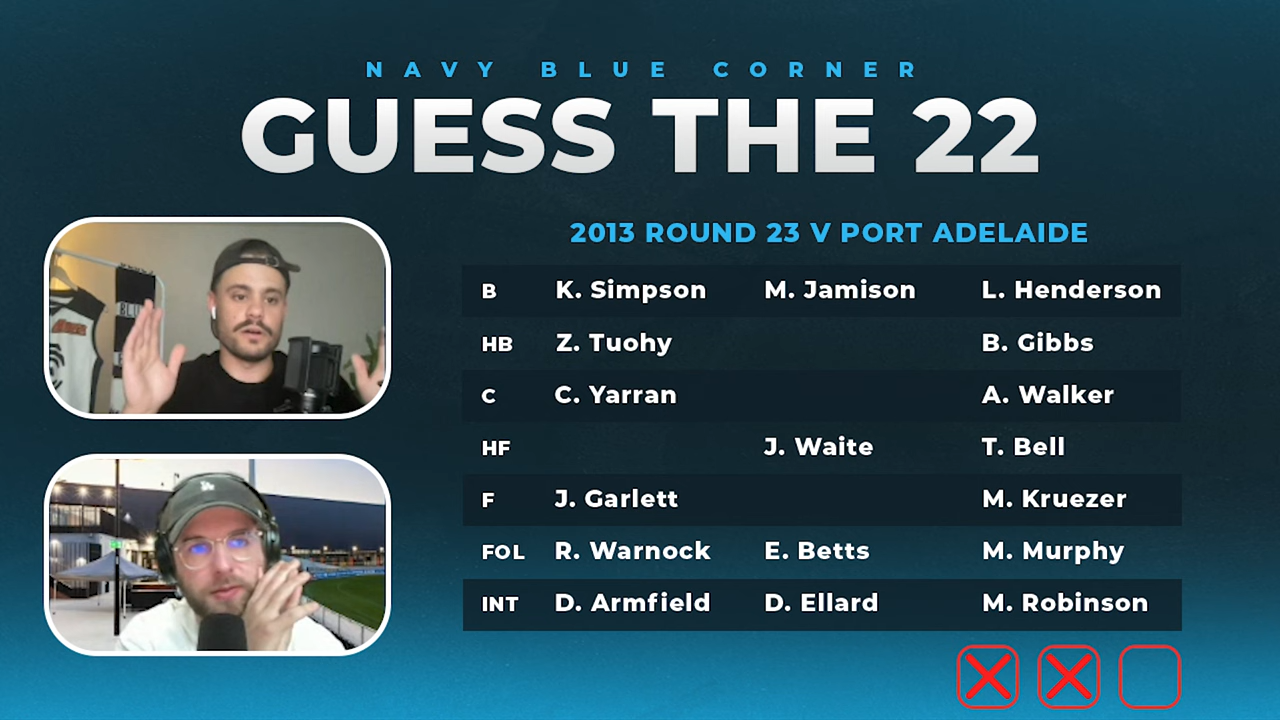 NAVY BLUE CORNER
GUESS THE 22
2013 ROUND 23 V PORT ADELAIDE
B K. Simpson M. Jamison L. Henderson
HB Z. Tuohy B. Gibbs
C C. Yarran A. Walker
HF J. Waite T. Bell
F J. Garlett M. Kruezer
FOL R. Warnock E. Betts M. Murphy
INT D. Armfield D. Ellard M. Robinson